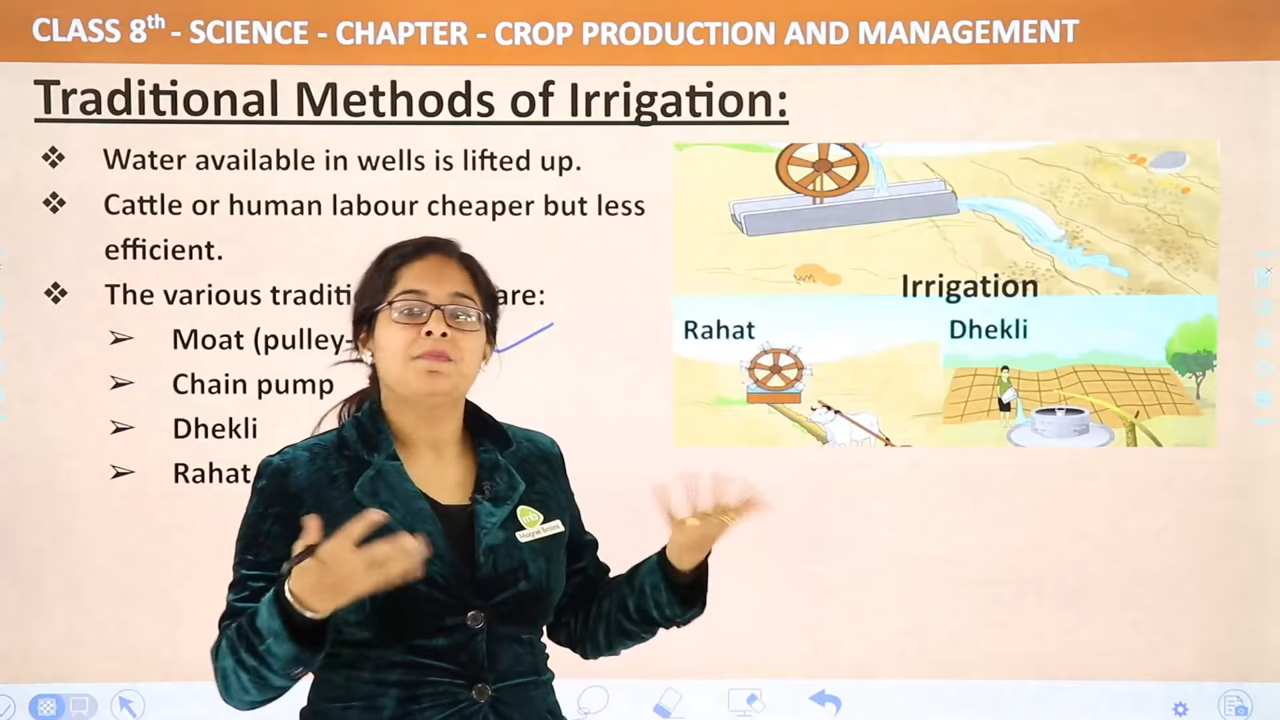 CLASS 8th - SCIENCE - CHAPTER - CROP PRODUCTION AND MANAGEMENT
Traditional Methods of Irrigation:
❖ Water available in wells is lifted up.
❖ Cattle or human labour cheaper but less
efficient.
❖ The various are:
➢ Moat (pulley-
➢ Chain pump
➢ Dhekli
➢ Rahat
Irrigation
Rahat
Dhekli
Magnet Brains